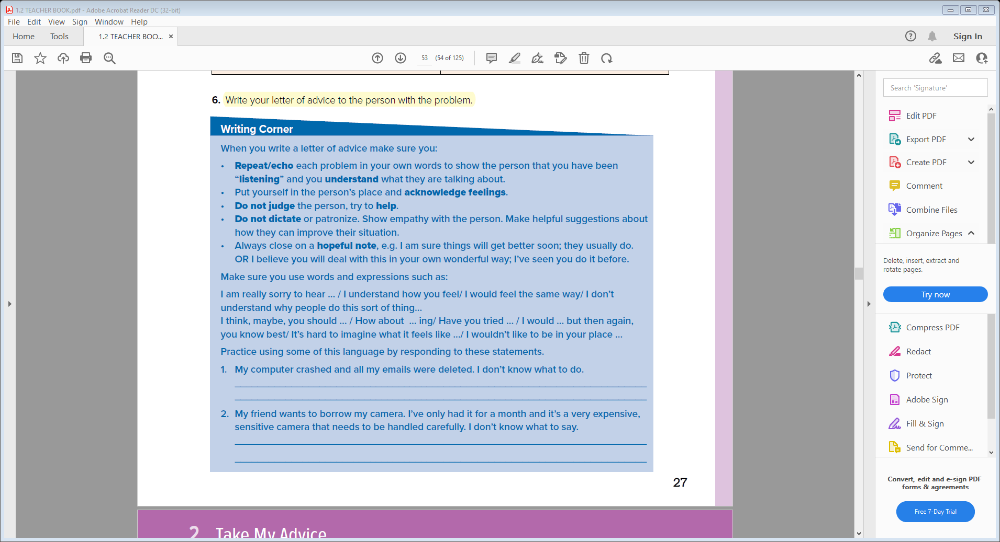 1.2 TEACHER BOOK.pdf - Adobe Acrobat Reader DC (32-bit)
File Edit View Sign Window Help
Home Tools 1.2 TEACHER BOO... × Sign In
53 (54 of 125)
6. Write your letter of advice to the person with the problem.
Writing Corner
When you write a letter of advice make sure you:
• Repeat/echo each problem in your own words to show the person that you have been
“listening” and you understand what they are talking about.
• Put yourself in the person’s place and acknowledge feelings.
• Do not judge the person, try to help.
• Do not dictate or patronize. Show empathy with the person. Make helpful suggestions about
how they can improve their situation.
• Always close on a hopeful note, e.g. I am sure things will get better soon; they usually do.
OR I believe you will deal with this in your own wonderful way; I’ve seen you do it before.
Make sure you use words and expressions such as:
I am really sorry to hear ... / I understand how you feel/ I would feel the same way/ I don’t
understand why people do this sort of thing...
I think, maybe, you should ... / How about ... ing/ Have you tried ... / I would ... but then again,
you know best/ It’s hard to imagine what it feels like .../ I wouldn’t like to be in your place ...
Practice using some of this language by responding to these statements.
1. My computer crashed and all my emails were deleted. I don’t know what to do.
2. My friend wants to borrow my camera. I’ve only had it for a month and it’s a very expensive,
sensitive camera that needs to be handled carefully. I don’t know what to say.
27
2 Take My Advice
Search 'Signature'
Edit PDF
Export PDF
Create PDF
Comment
Combine Files
Organize Pages
Delete, insert, extract and
rotate pages.
Try now
Compress PDF
Redact
Protect
Adobe Sign
Fill & Sign
Send for Comme...
Convert, edit and e-sign PDF
forms & agreements
Free 7-Day Trial